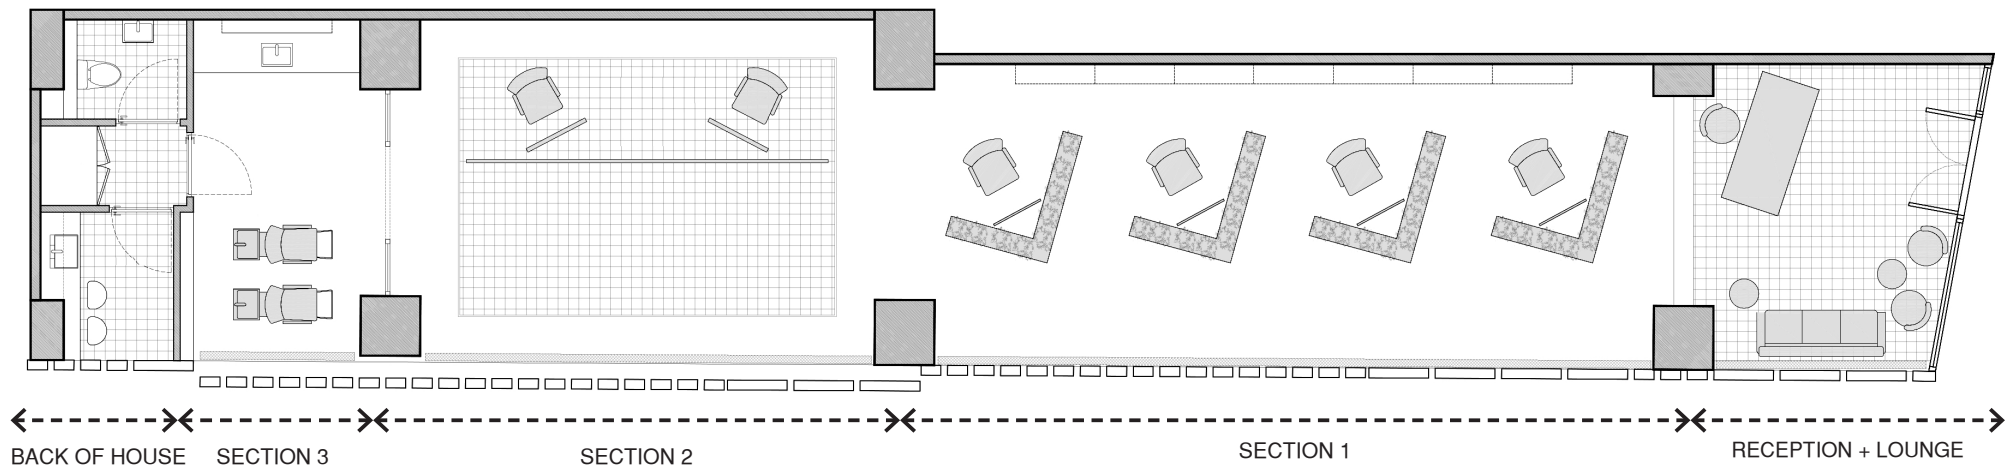 BACK OF HOUSE
SECTION 3
SECTION 2
SECTION 1
RECEPTION + LOUNGE